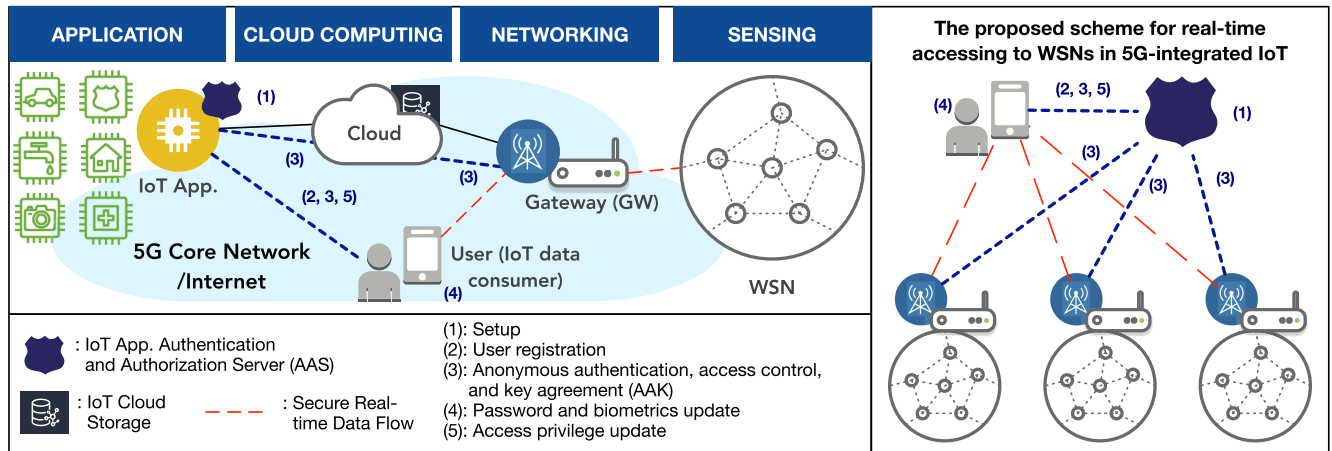 APPLICATION
CLOUD COMPUTING
NETWORKING
SENSING
(1)
Cloud
(3)
(3)
IoT App.
(2, 3, 5)
Gateway (GW)
5G Core Network
/Internet
User (IoT data
consumer)
(4)
WSN
: IoT App. Authentication
and Authorization Server (AAS)
: IoT Cloud
Storage
: Secure Real-
time Data Flow
(1): Setup
(2): User registration
(3): Anonymous authentication, access control,
and key agreement (AAK)
(4): Password and biometrics update
(5): Access privilege update
The proposed scheme for real-time
accessing to WSNs in 5G-integrated IoT
(2, 3, 5)
(4)
(1)
(3)
(3)
(3)